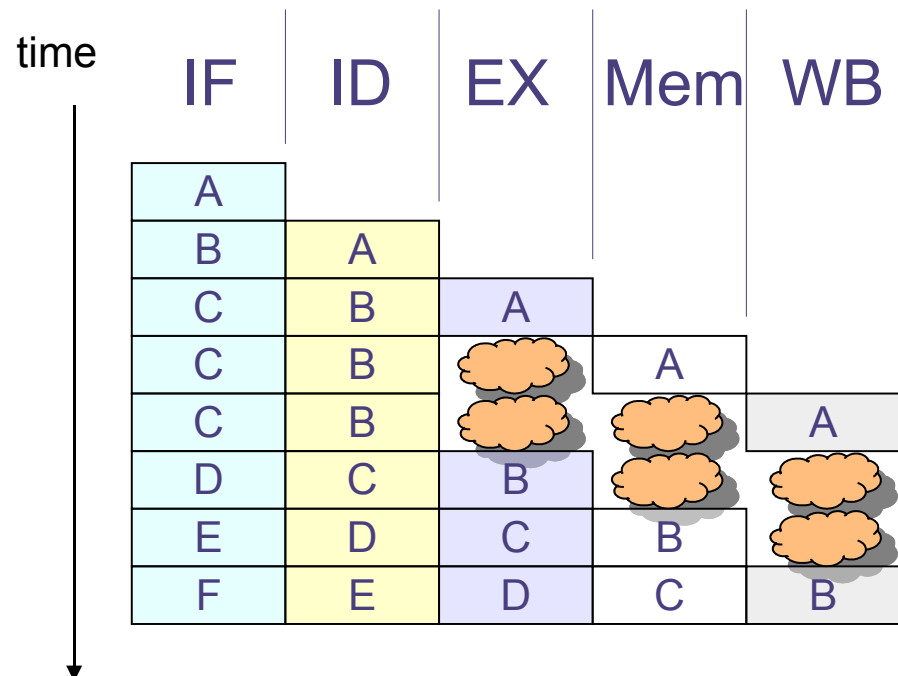 time
IF ID EX Mem WB
A
B A
C B A
C B A
C B A
D C B
E D C B
F E D C B